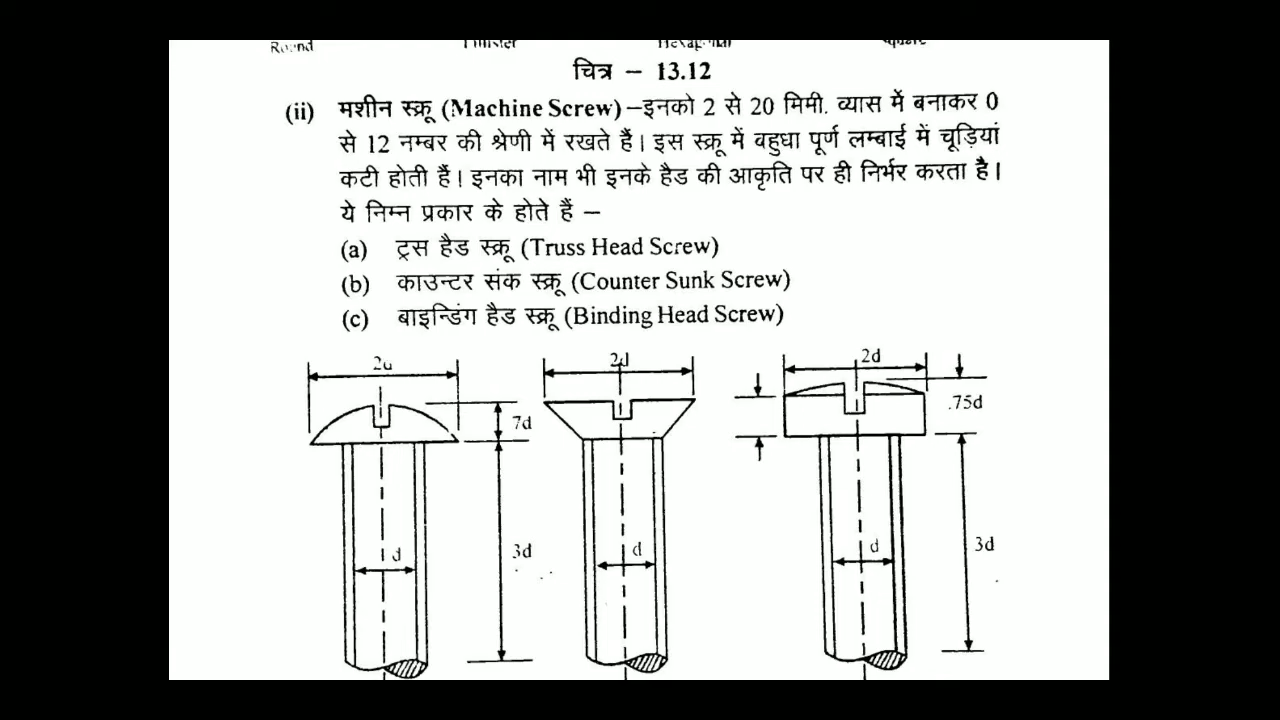 Round
चित्र – 13.12
(ii) मशीन स्क्रू (Machine Screw) –इनको 2 से 20 मिमी. व्यास में बनाकर 0
से 12 नम्बर की श्रेणी में रखते हैं। इस स्क्रू में बहुधा पूर्ण लम्बाई में चूड़ियां
कटी होती हैं। इनका नाम भी इनके हैड की आकृति पर ही निर्भर करता है।
ये निम्न प्रकार के होते हैं –
(a) ट्रस हैड स्क्रू (Truss Head Screw)
(b) काउन्टर संक स्क्रू (Counter Sunk Screw)
(c) बाइन्डिंग हैड स्क्रू (Binding Head Screw)
2d 2d 2d
7d .75d
d 3d d d 3d